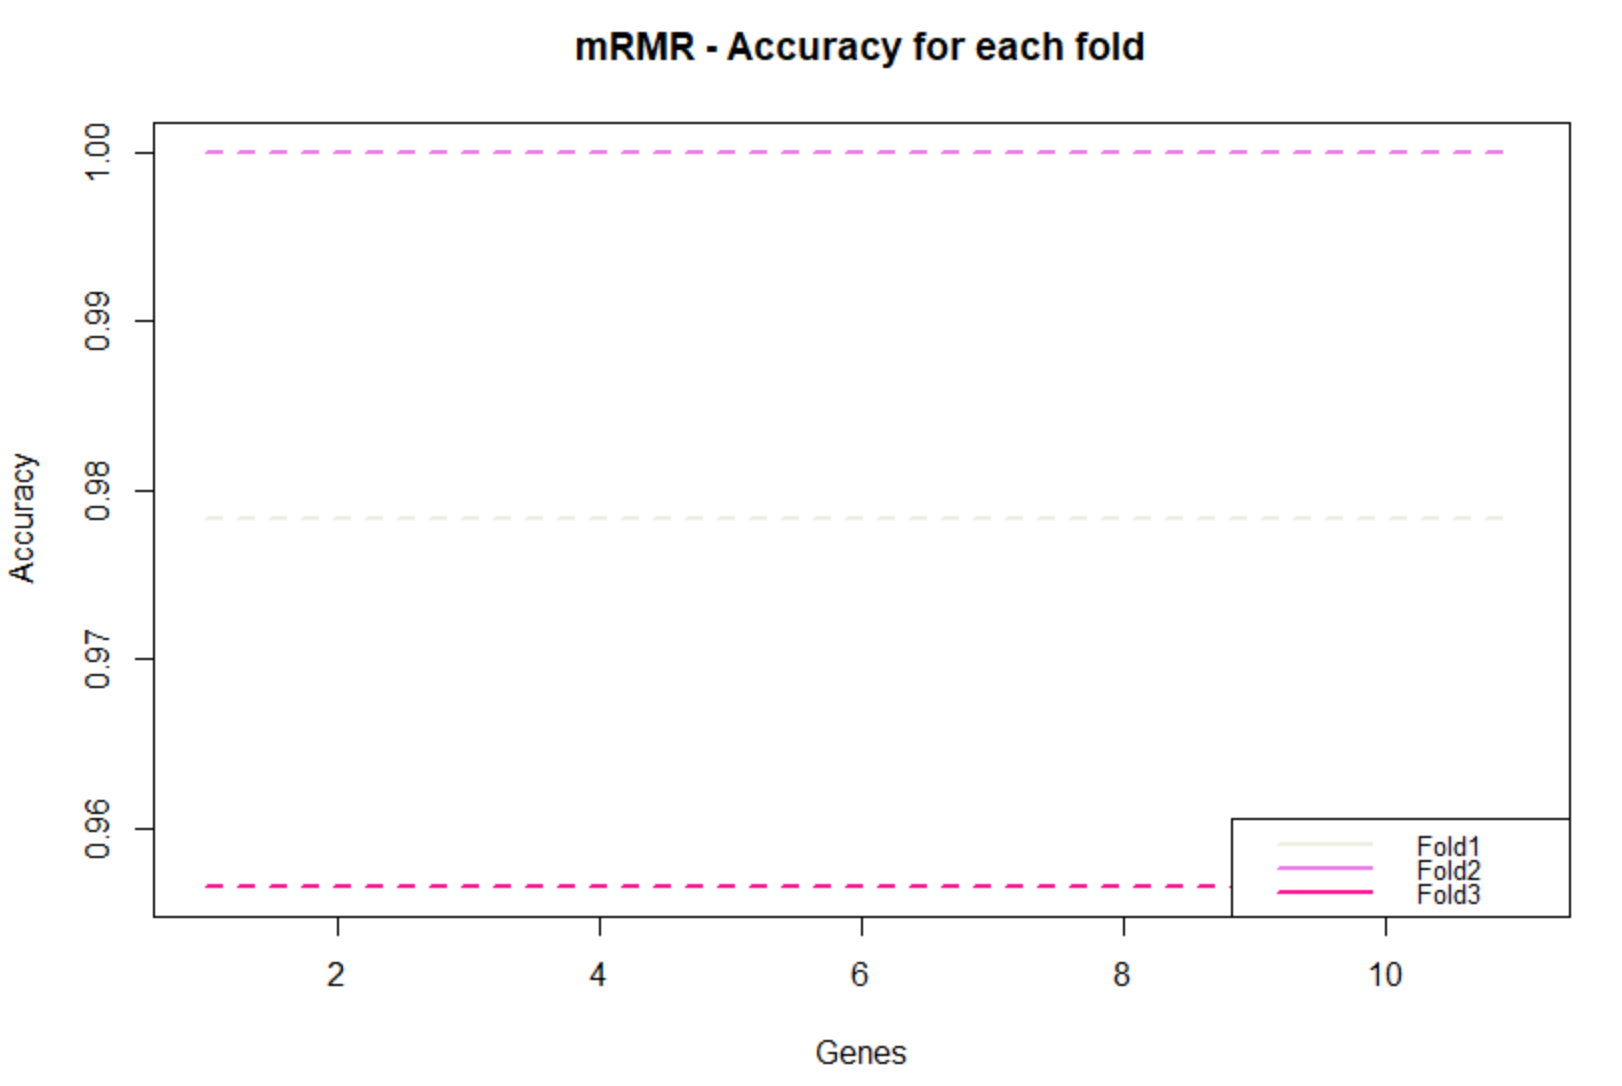 mRMR - Accuracy for each fold
1.00
0.99
0.98
0.97
0.96
Accuracy
Fold1
Fold2
Fold3
2 4 6 8 10
Genes